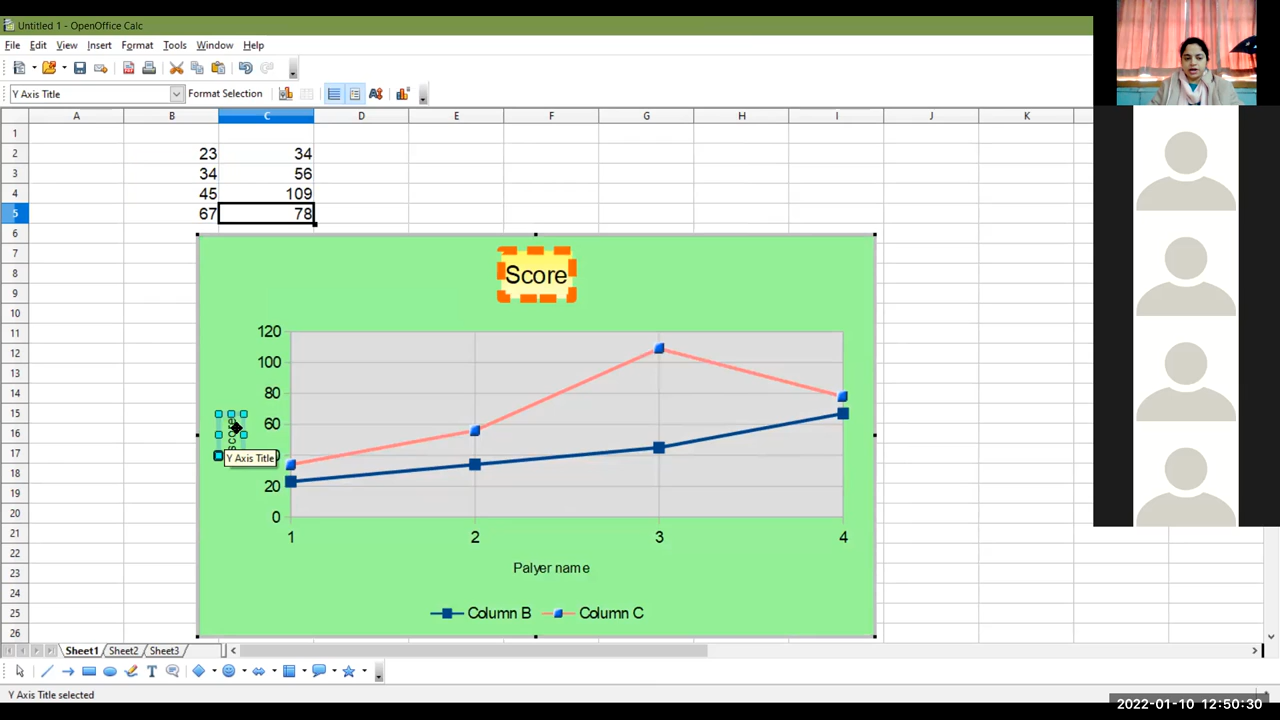 Untitled 1 - OpenOffice Calc
File Edit View Insert Format Tools Window Help
Y Axis Title Format Selection
A B C D E F G H I J K
1
2 23 34
3 34 56
4 45 109
5 67 78
6
7
8 Score
9
10
11 120
12 100
13
14 80
15 score 60
16
17 Y Axis Title
18
19 20
20 0
21 1 2 3 4
22
23 Palyer name
24
25 Column B Column C
26
Sheet1 Sheet2 Sheet3
Y Axis Title selected
2022-01-10 12:50:30